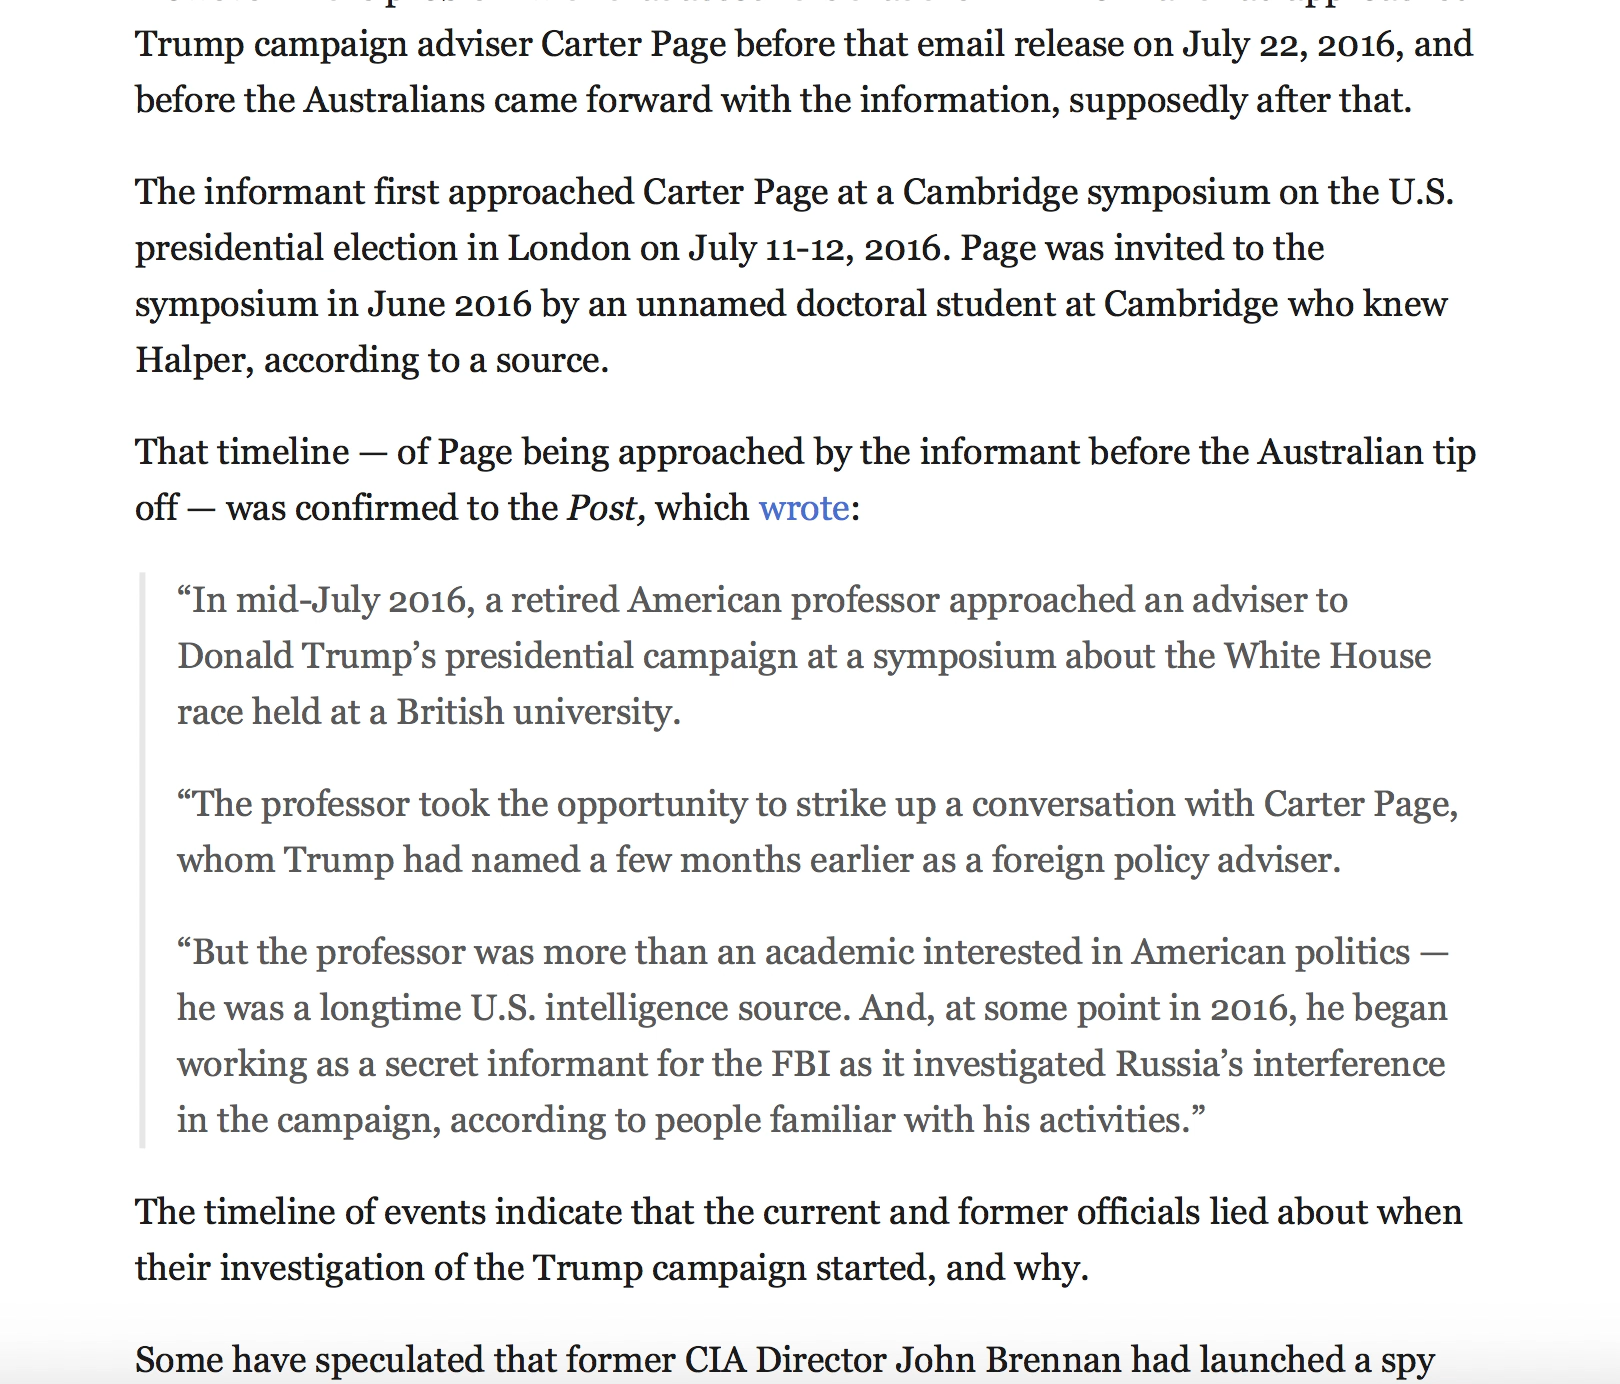 Trump campaign adviser Carter Page before that email release on July 22, 2016, and
before the Australians came forward with the information, supposedly after that.
The informant first approached Carter Page at a Cambridge symposium on the U.S.
presidential election in London on July 11-12, 2016. Page was invited to the
symposium in June 2016 by an unnamed doctoral student at Cambridge who knew
Halper, according to a source.
That timeline — of Page being approached by the informant before the Australian tip
off — was confirmed to the Post, which wrote:
“In mid-July 2016, a retired American professor approached an adviser to
Donald Trump’s presidential campaign at a symposium about the White House
race held at a British university.
“The professor took the opportunity to strike up a conversation with Carter Page,
whom Trump had named a few months earlier as a foreign policy adviser.
“But the professor was more than an academic interested in American politics —
he was a longtime U.S. intelligence source. And, at some point in 2016, he began
working as a secret informant for the FBI as it investigated Russia’s interference
in the campaign, according to people familiar with his activities.”
The timeline of events indicate that the current and former officials lied about when
their investigation of the Trump campaign started, and why.
Some have speculated that former CIA Director John Brennan had launched a spy